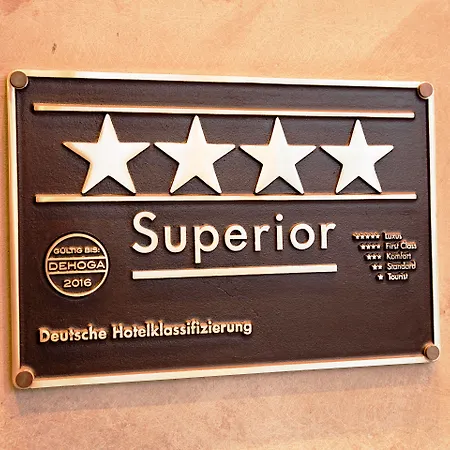 ★★★★
Superior
GÜLTIG BIS:
DEHOGA
2016
★★★★★ Luxus
★★★★ First Class
★★★ Komfort
★★ Standard
★ Tourist
Deutsche Hotelklassifizierung